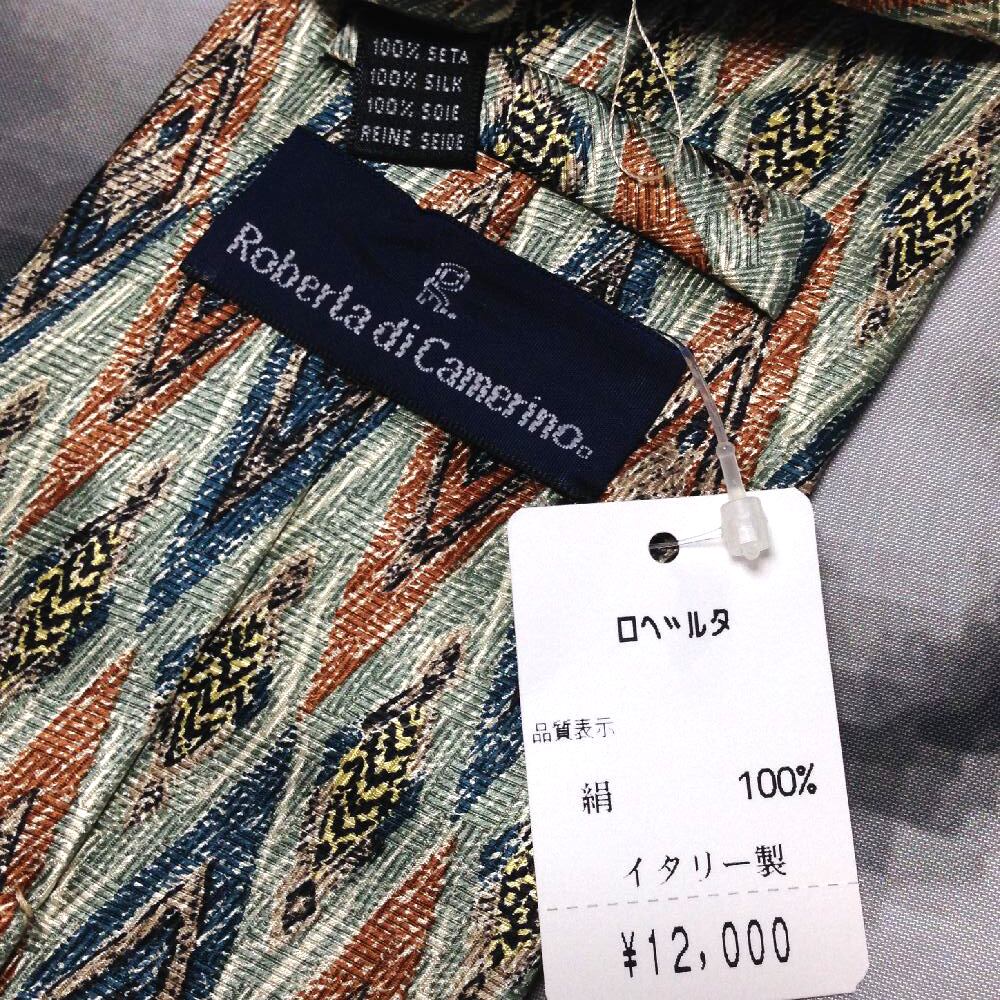 100% SETA
100% SILK
100% SOIE
REINE SEIDE
R
Roberta di Camerino
ロベルタ
品質表示
絹 100%
イタリー製
¥12,000